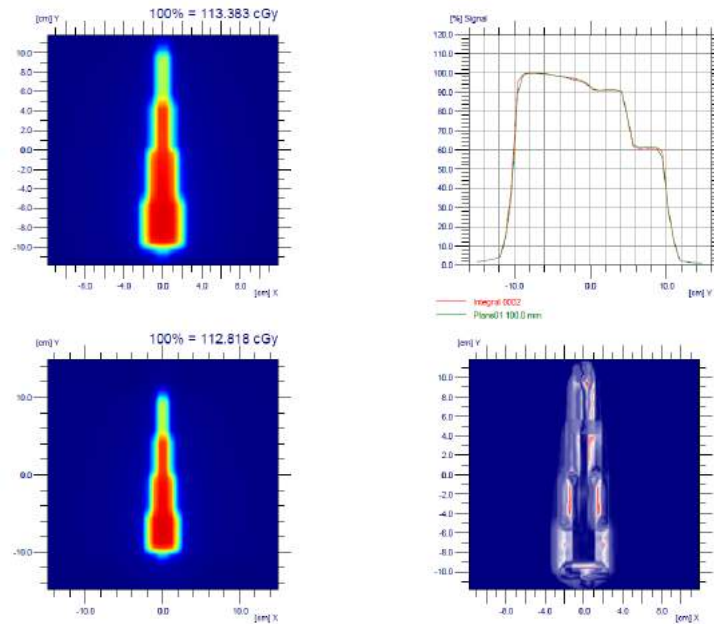 100% = 113.383 cGy
[cm] Y
10.0
8.0
6.0
4.0
2.0
0.0
-2.0
-4.0
-6.0
-8.0
-10.0
-8.0 -4.0 0.0 4.0 8.0
[cm] X
[%] Signal
120.0
110.0
100.0
90.0
80.0
70.0
60.0
50.0
40.0
30.0
20.0
10.0
0.0
-10.0 0.0 10.0
[cm] Y
Integral 0002
Plane01 100.0 mm
100% = 112.818 cGy
[cm] Y
10.0
0.0
-10.0
-10.0 0.0 10.0
[cm] X
[cm] Y
10.0
8.0
6.0
4.0
2.0
0.0
-2.0
-4.0
-6.0
-8.0
-10.0
-8.0 -4.0 0.0 4.0 8.0
[cm] X